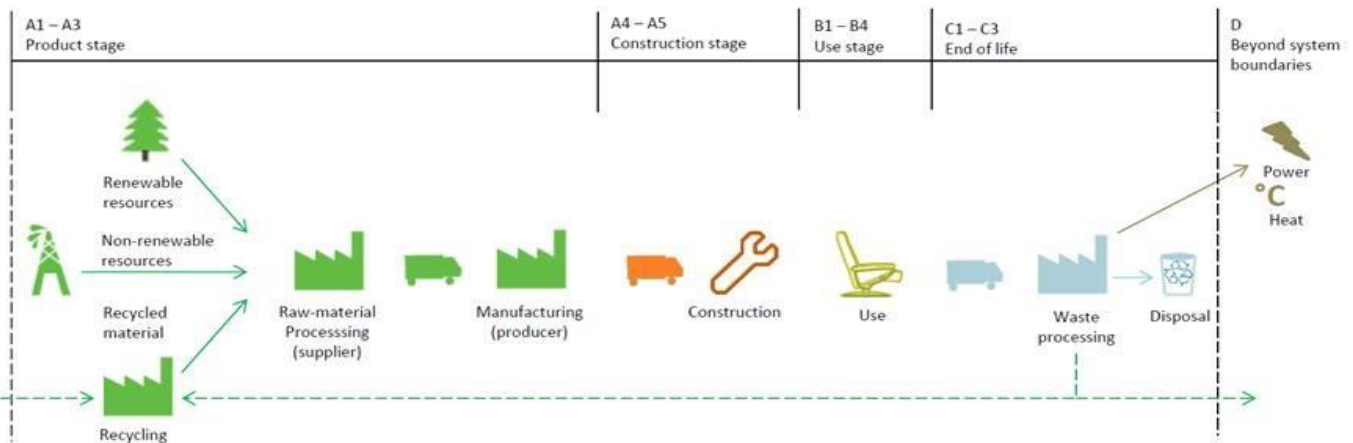 A1 – A3
Product stage
A4 – A5
Construction stage
B1 – B4
Use stage
C1 – C3
End of life
D
Beyond system
boundaries
Renewable
resources
Non-renewable
resources
Recycled
material
Recycling
Raw-material
Processsing
(supplier)
Manufacturing
(producer)
Construction
Use
Waste
processing
Disposal
Power
°C
Heat